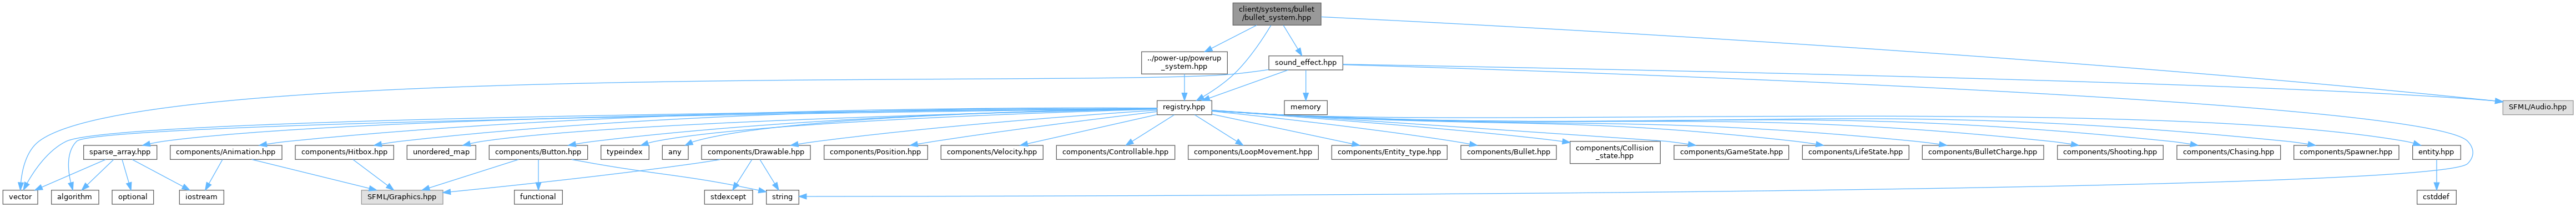 client/systems/bullet
/bullet_system.hpp
../power-up/powerup
_system.hpp
sound_effect.hpp
registry.hpp
memory
SFML/Audio.hpp
sparse_array.hpp
components/Animation.hpp
components/Hitbox.hpp
unordered_map
components/Button.hpp
typeindex
any
components/Drawable.hpp
components/Position.hpp
components/Velocity.hpp
components/Controllable.hpp
components/LoopMovement.hpp
components/Entity_type.hpp
components/Bullet.hpp
components/Collision
_state.hpp
components/GameState.hpp
components/LifeState.hpp
components/BulletCharge.hpp
components/Shooting.hpp
components/Chasing.hpp
components/Spawner.hpp
entity.hpp
vector
algorithm
optional
iostream
SFML/Graphics.hpp
functional
stdexcept
string
cstddef